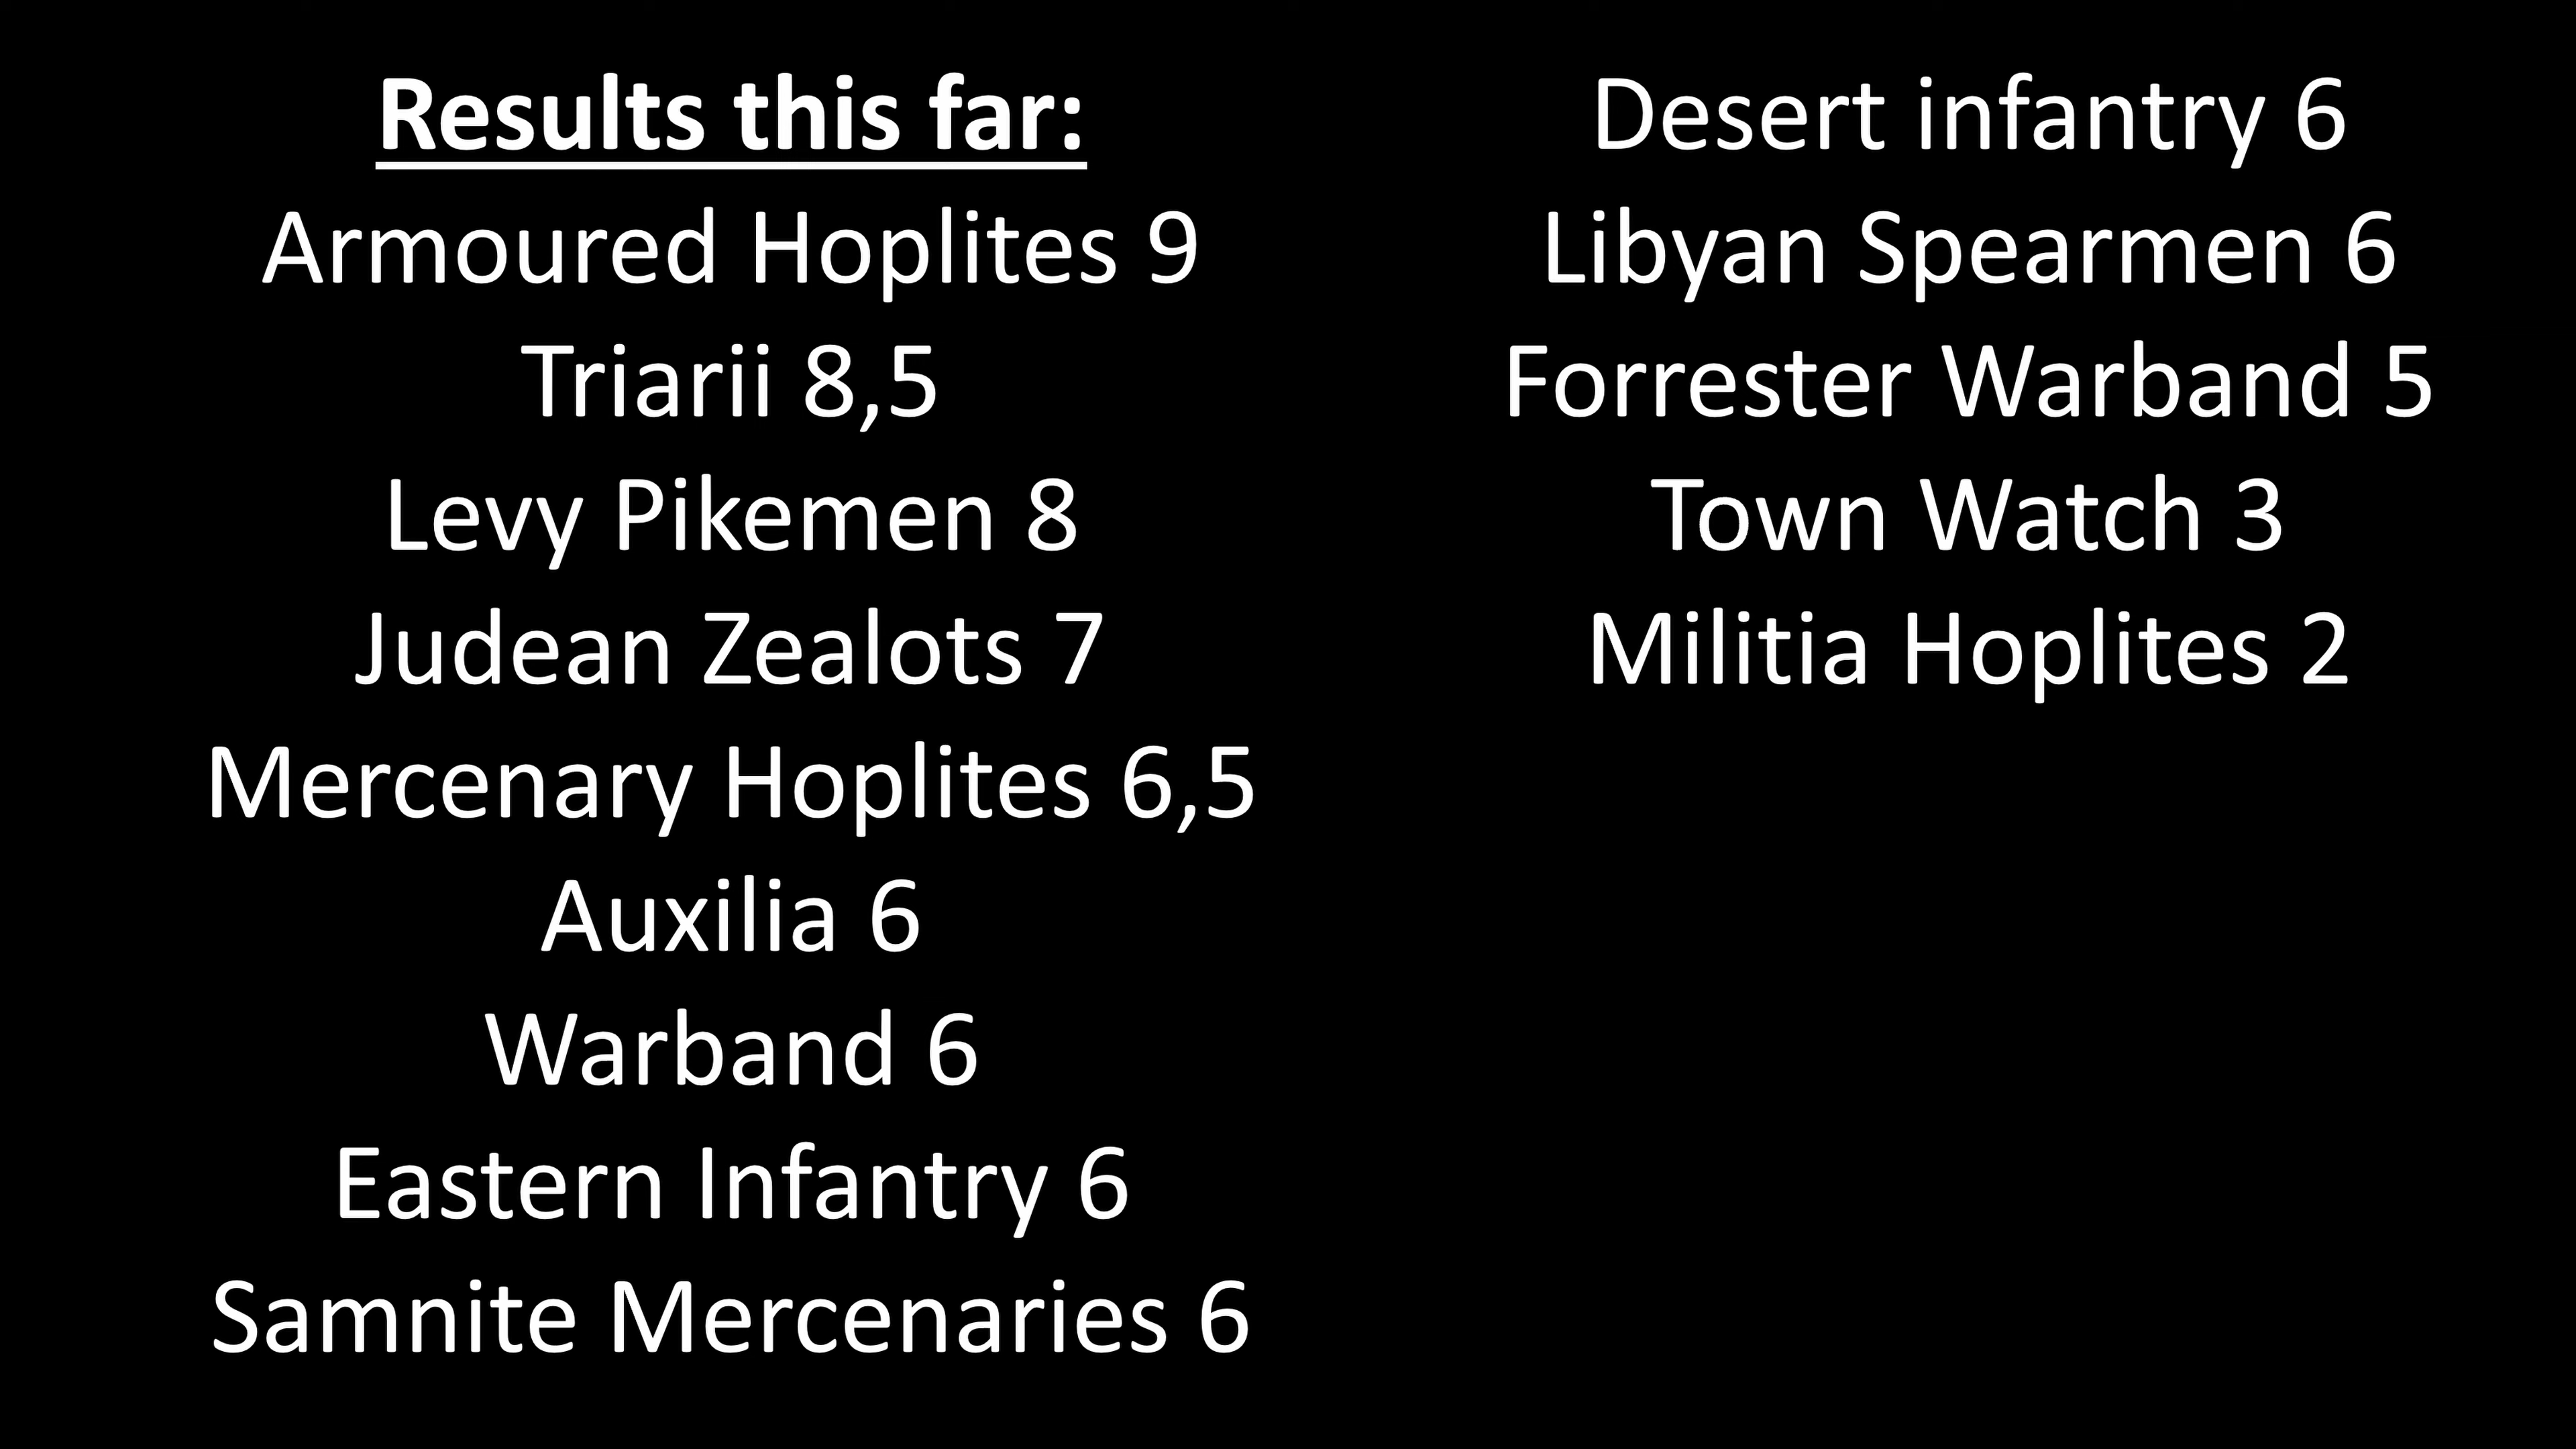 Results this far:
Armoured Hoplites 9
Triarii 8,5
Levy Pikemen 8
Judean Zealots 7
Mercenary Hoplites 6,5
Auxilia 6
Warband 6
Eastern Infantry 6
Samnite Mercenaries 6
Desert infantry 6
Libyan Spearmen 6
Forrester Warband 5
Town Watch 3
Militia Hoplites 2